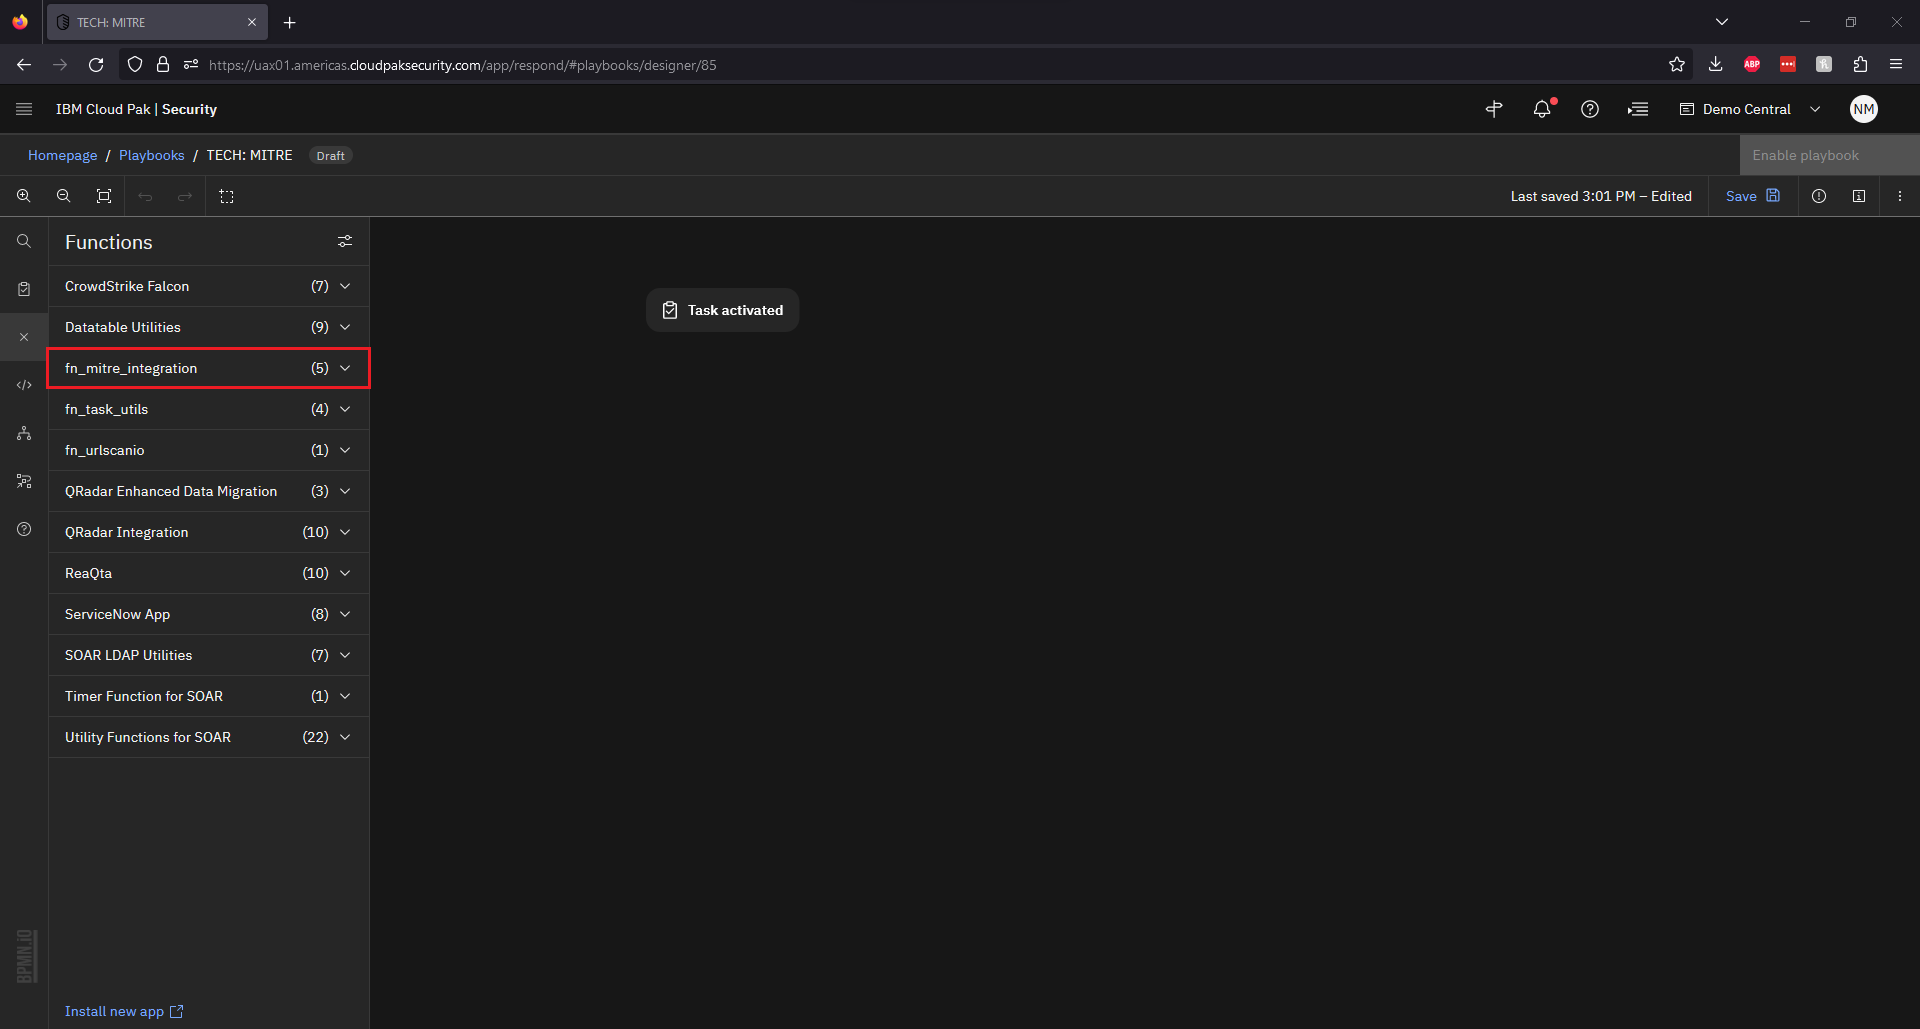 TECH: MITRE
https://uax01.americas.cloudpaksecurity.com/app/respond/#playbooks/designer/85
ABP
IBM Cloud Pak | Security
Demo Central
NM
Homepage / Playbooks / TECH: MITRE Draft
Enable playbook
Last saved 3:01 PM – Edited
Save
Functions
CrowdStrike Falcon (7)
Datatable Utilities (9)
fn_mitre_integration (5)
fn_task_utils (4)
fn_urlscanio (1)
QRadar Enhanced Data Migration (3)
QRadar Integration (10)
ReaQta (10)
ServiceNow App (8)
SOAR LDAP Utilities (7)
Timer Function for SOAR (1)
Utility Functions for SOAR (22)
Task activated
BPMN.iO
Install new app